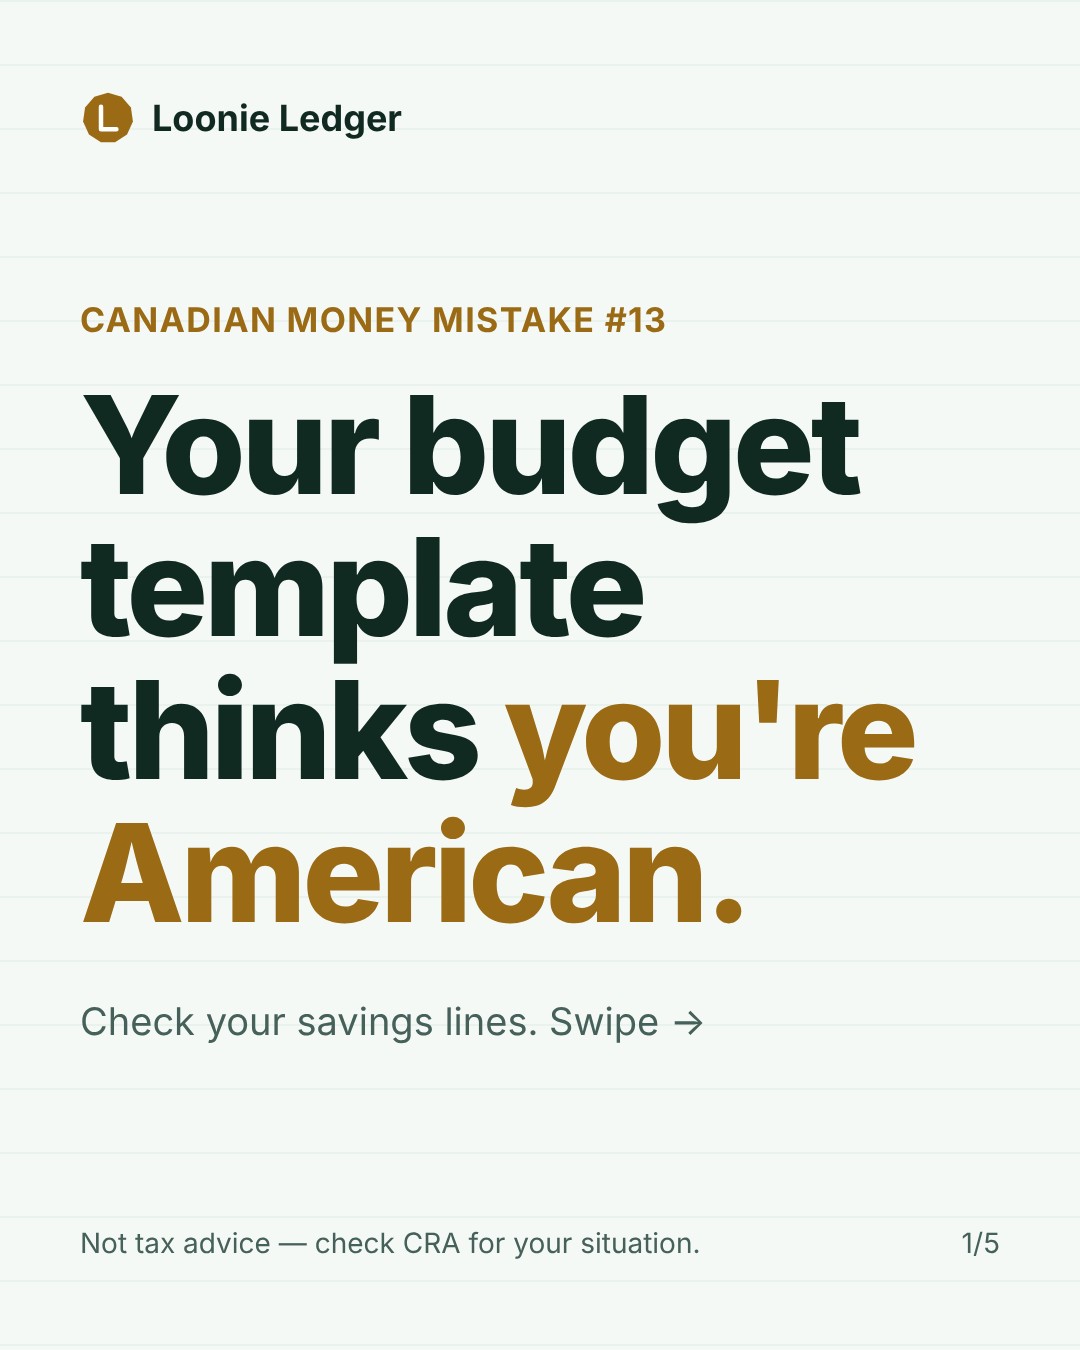 L Loonie Ledger
CANADIAN MONEY MISTAKE #13
Your budget
template
thinks you're
American.
Check your savings lines. Swipe →
Not tax advice — check CRA for your situation. 1/5